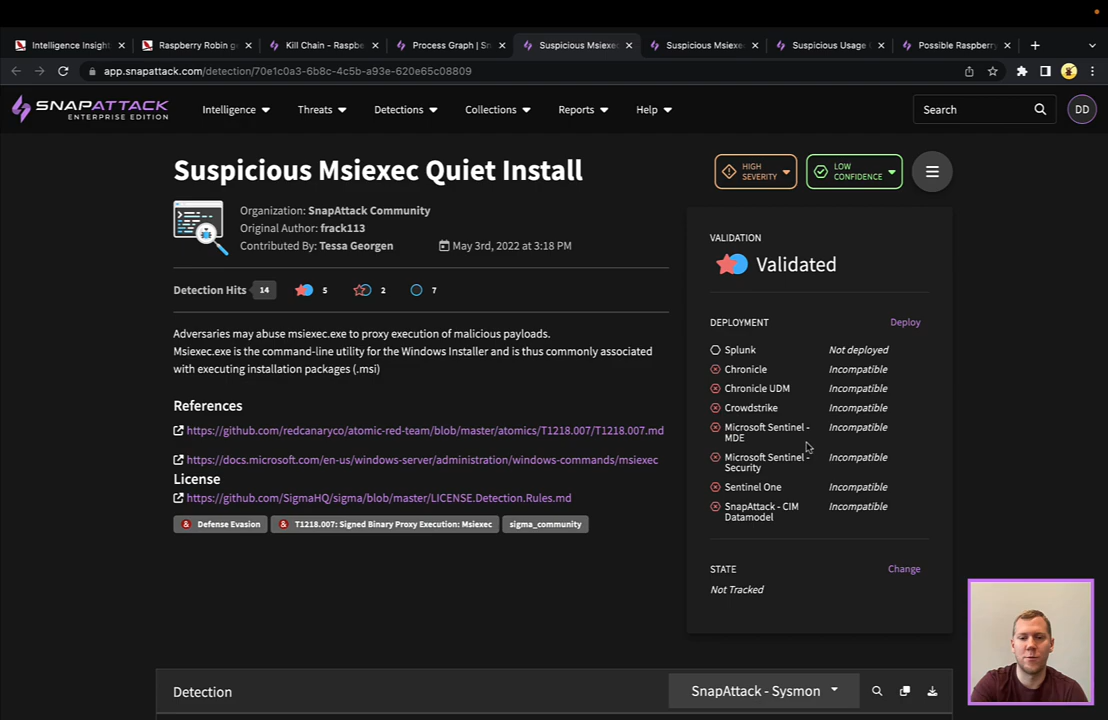 Intelligence Insight
Raspberry Robin ge
Kill Chain - Raspbe
Process Graph | Sn
Suspicious Msiexec
Suspicious Msiexec
Suspicious Usage
Possible Raspberry
app.snapattack.com/detection/70e1c0a3-6b8c-4c5b-a93e-620e65c08809
SNAPATTACK
ENTERPRISE EDITION
Intelligence
Threats
Detections
Collections
Reports
Help
Search
DD
Suspicious Msiexec Quiet Install
HIGH
SEVERITY
LOW
CONFIDENCE
Organization: SnapAttack Community
Original Author: frack113
Contributed By: Tessa Georgen
May 3rd, 2022 at 3:18 PM
Detection Hits 14 5 2 7
Adversaries may abuse msiexec.exe to proxy execution of malicious payloads.
Msiexec.exe is the command-line utility for the Windows Installer and is thus commonly associated
with executing installation packages (.msi)
References
https://github.com/redcanaryco/atomic-red-team/blob/master/atomics/T1218.007/T1218.007.md
https://docs.microsoft.com/en-us/windows-server/administration/windows-commands/msiexec
License
https://github.com/SigmaHQ/sigma/blob/master/LICENSE.Detection.Rules.md
Defense Evasion
T1218.007: Signed Binary Proxy Execution: Msiexec
sigma_community
VALIDATION
Validated
DEPLOYMENT Deploy
Splunk Not deployed
Chronicle Incompatible
Chronicle UDM Incompatible
Crowdstrike Incompatible
Microsoft Sentinel - Incompatible
MDE
Microsoft Sentinel - Incompatible
Security
Sentinel One Incompatible
SnapAttack - CIM Incompatible
Datamodel
STATE Change
Not Tracked
Detection
SnapAttack - Sysmon